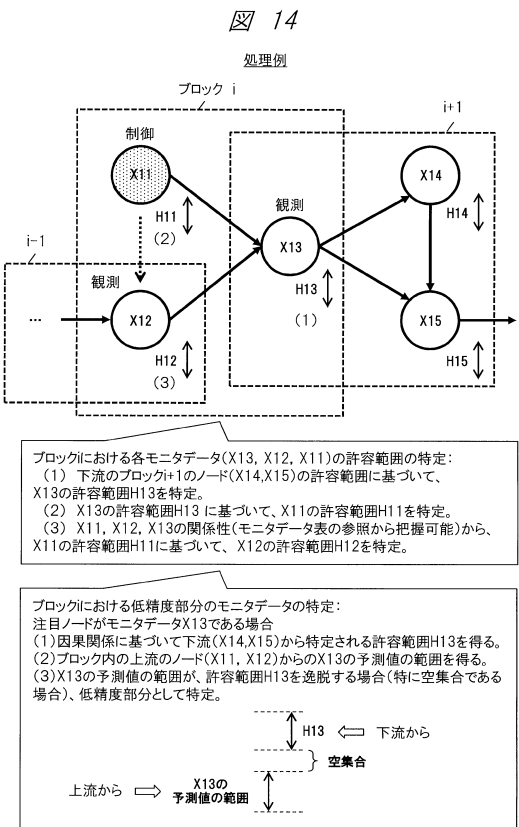 図 14
処理例
ブロック i
i+1
制御
X11
X14
H11
(2)
観測
H14
X13
i-1
観測
H13
(1)
...
X12
X15
H12
(3)
H15
ブロックiにおける各モニタデータ(X13, X12, X11)の許容範囲の特定:
(1) 下流のブロックi+1のノード(X14,X15)の許容範囲に基づいて、
X13の許容範囲H13を特定。
(2) X13の許容範囲H13 に基づいて、X11の許容範囲H11を特定。
(3) X11, X12, X13の関係性(モニタデータ表の参照から把握可能)から、
X11の許容範囲H11に基づいて、 X12の許容範囲H12を特定。
ブロックiにおける低精度部分のモニタデータの特定:
注目ノードがモニタデータX13である場合
(1)因果関係に基づいて下流(X14,X15)から特定される許容範囲H13を得る。
(2)ブロック内の上流のノード(X11, X12)からのX13の予測値の範囲を得る。
(3)X13の予測値の範囲が、許容範囲H13を逸脱する場合(特に空集合である
場合)、低精度部分として特定。
H13
下流から
空集合
上流から
X13の
予測値の範囲